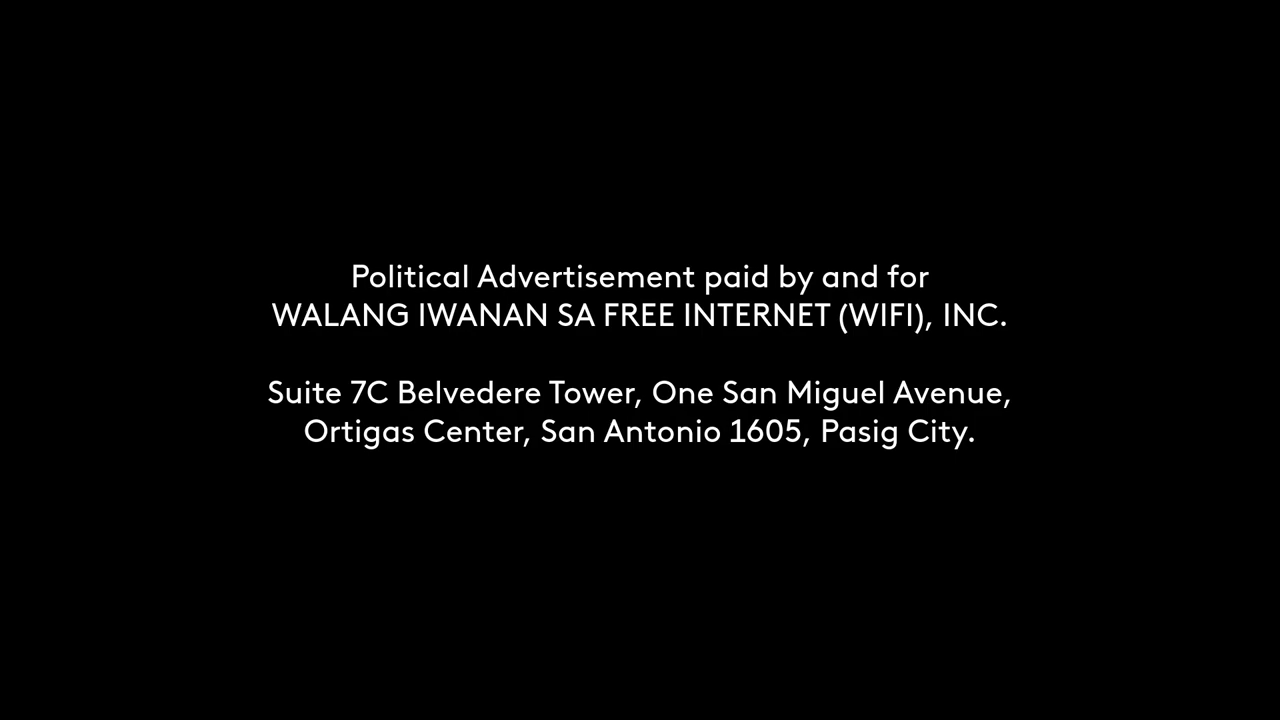 Political Advertisement paid by and for
WALANG IWANAN SA FREE INTERNET (WIFI), INC.
Suite 7C Belvedere Tower, One San Miguel Avenue,
Ortigas Center, San Antonio 1605, Pasig City.